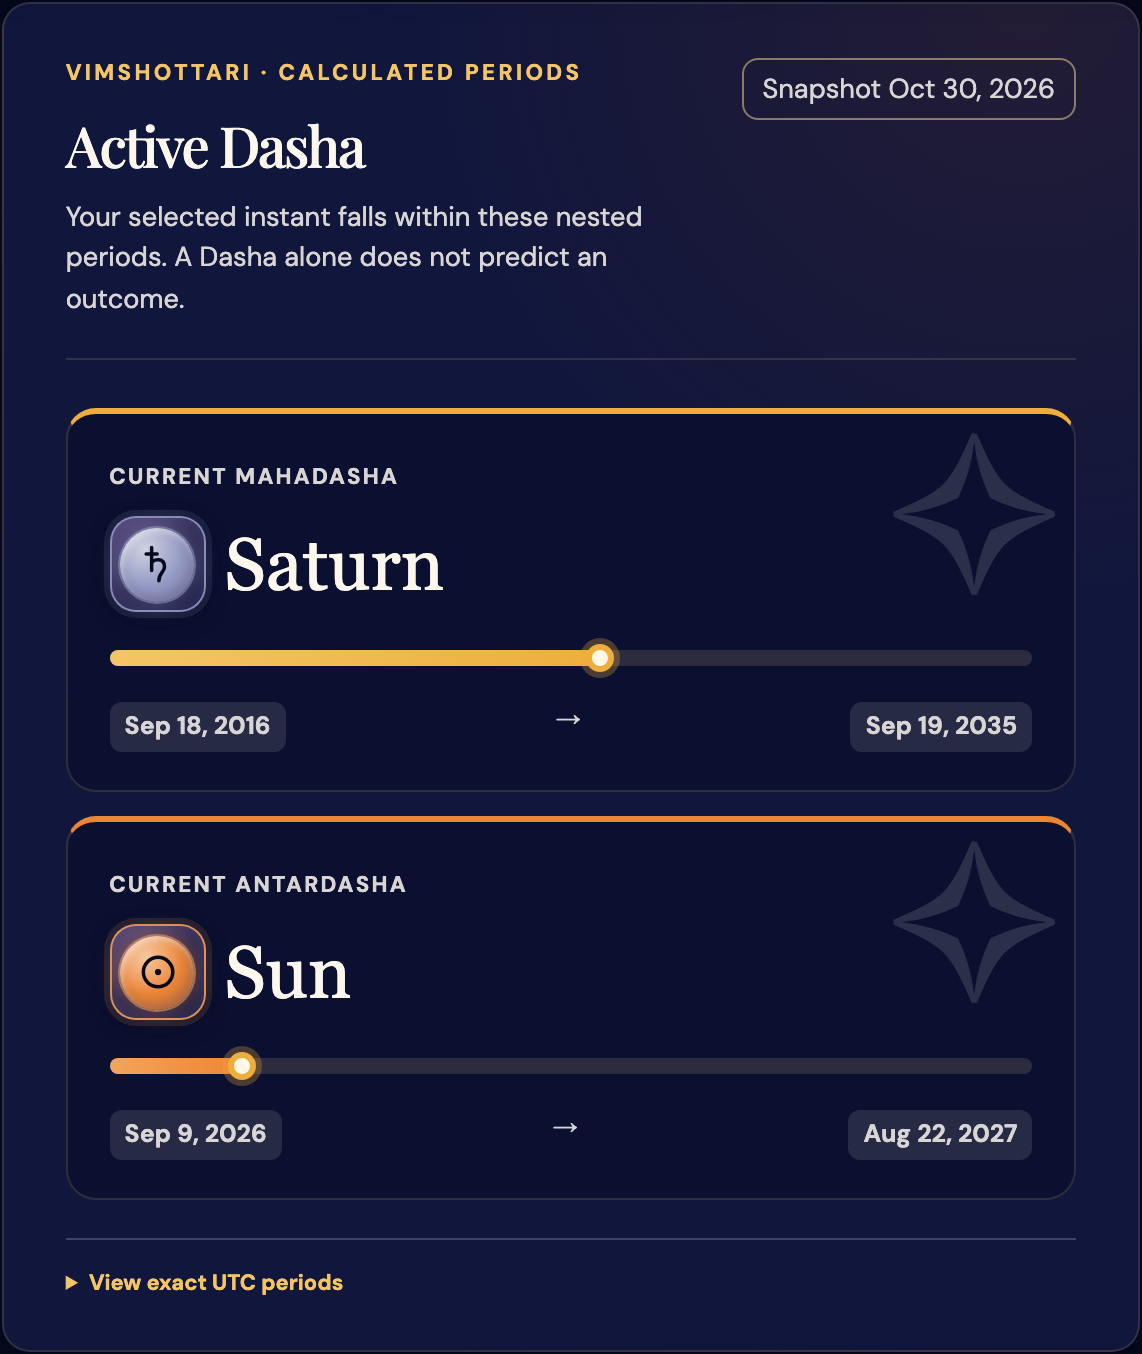 VIMSHOTTARI · CALCULATED PERIODS
Snapshot Oct 30, 2026
Active Dasha
Your selected instant falls within these nested
periods. A Dasha alone does not predict an
outcome.
CURRENT MAHADASHA
♄ Saturn
Sep 18, 2016 → Sep 19, 2035
CURRENT ANTARDASHA
☉ Sun
Sep 9, 2026 → Aug 22, 2027
▶ View exact UTC periods